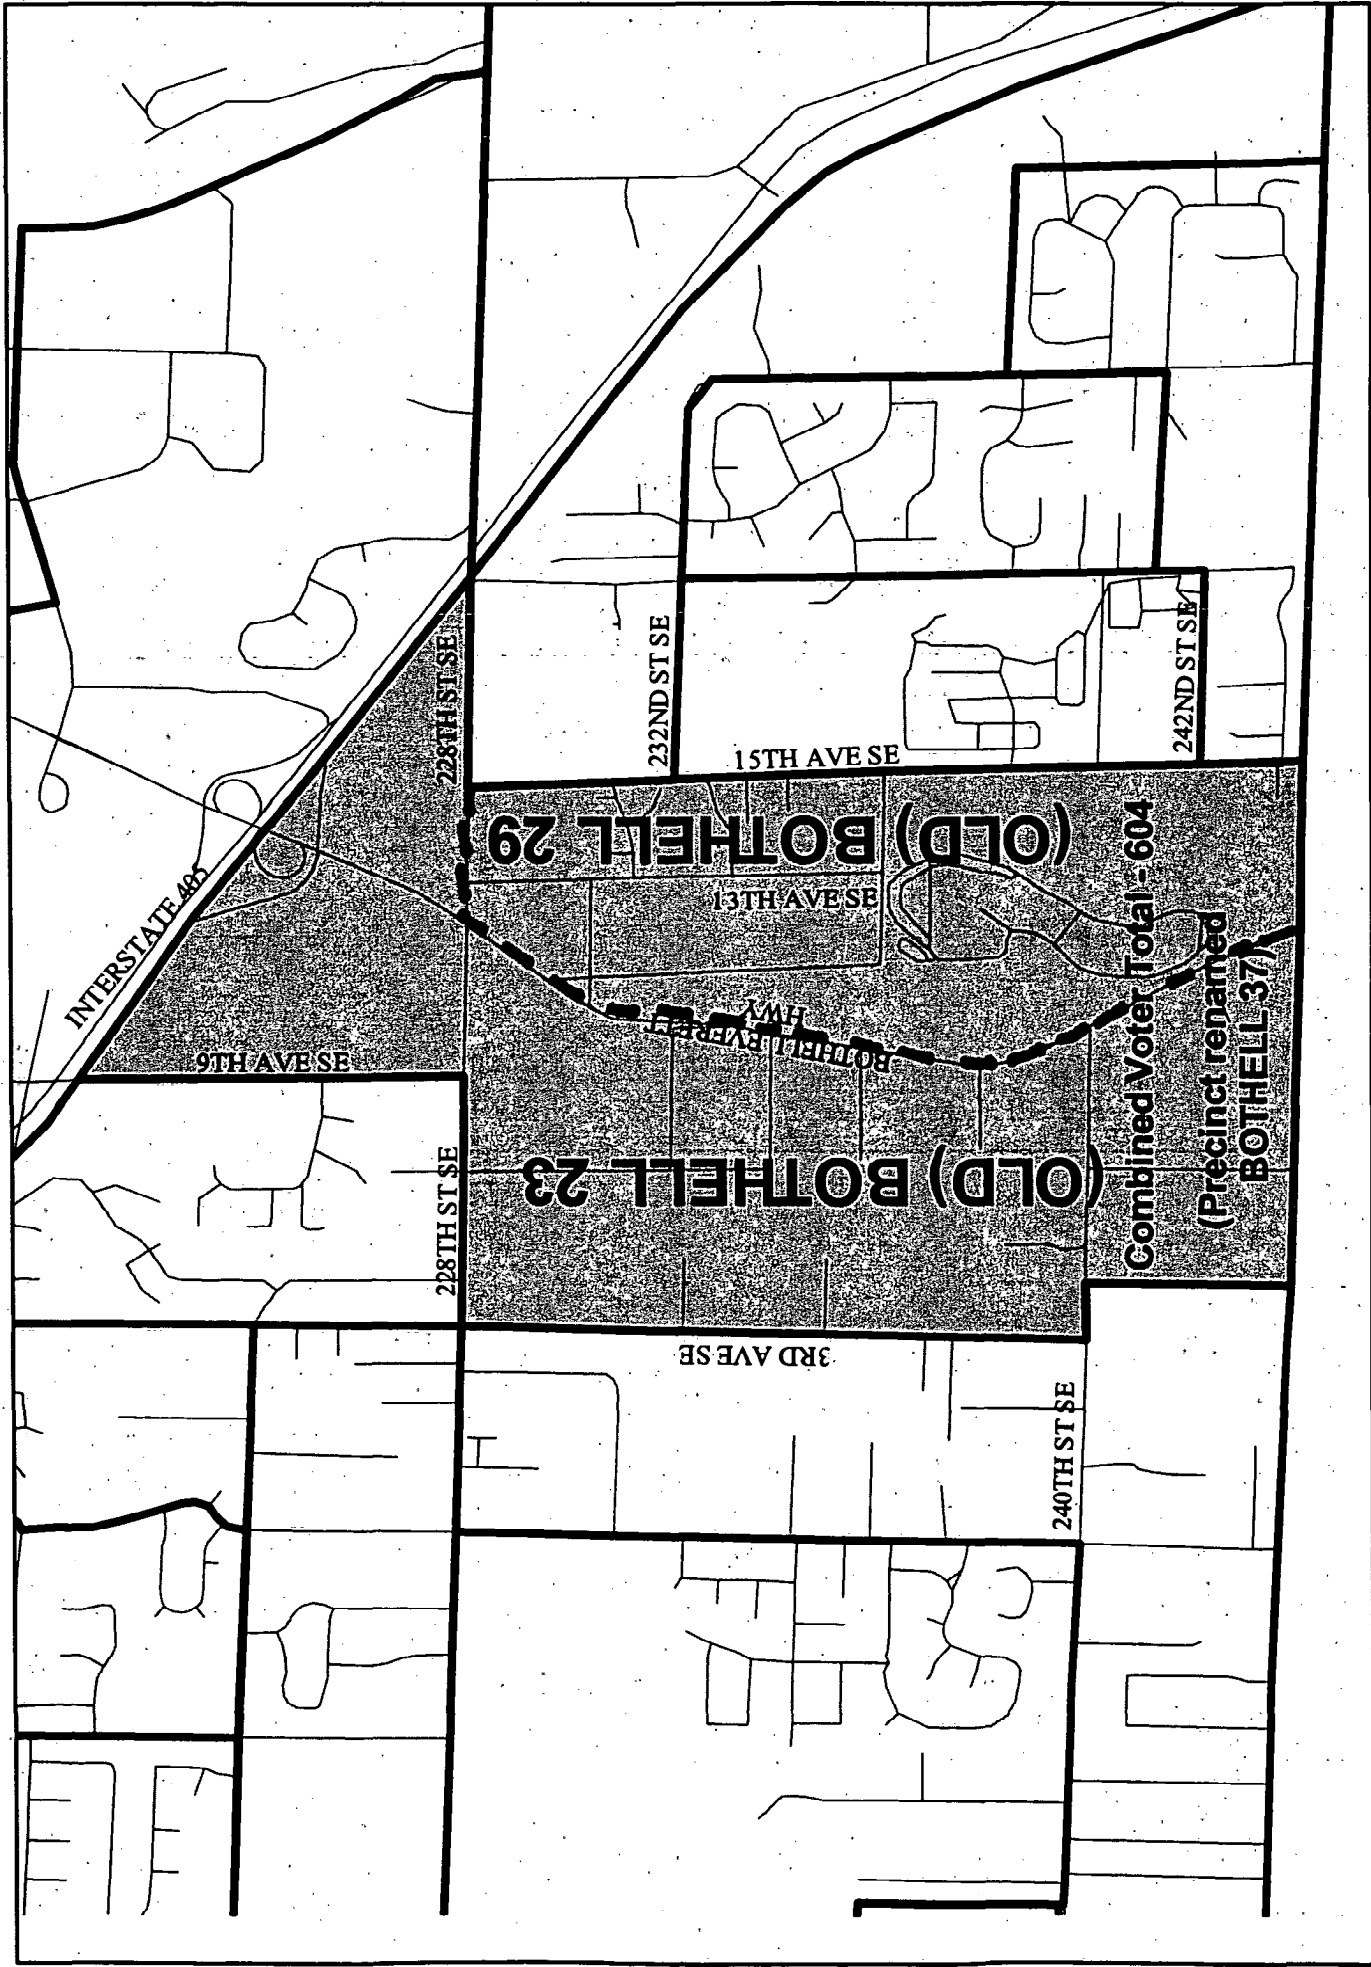 INTERSTATE 405
9TH AVE SE
228TH ST SE
228TH ST SE
232ND ST SE
15TH AVE SE
242ND ST SE
(OLD) BOTHELL 29
13TH AVE SE
BOTHELL EVERETT
HWY
(OLD) BOTHELL 23
Combined Voter Total - 604
(Precinct renamed
BOTHELL 37)
3RD AVE SE
240TH ST SE